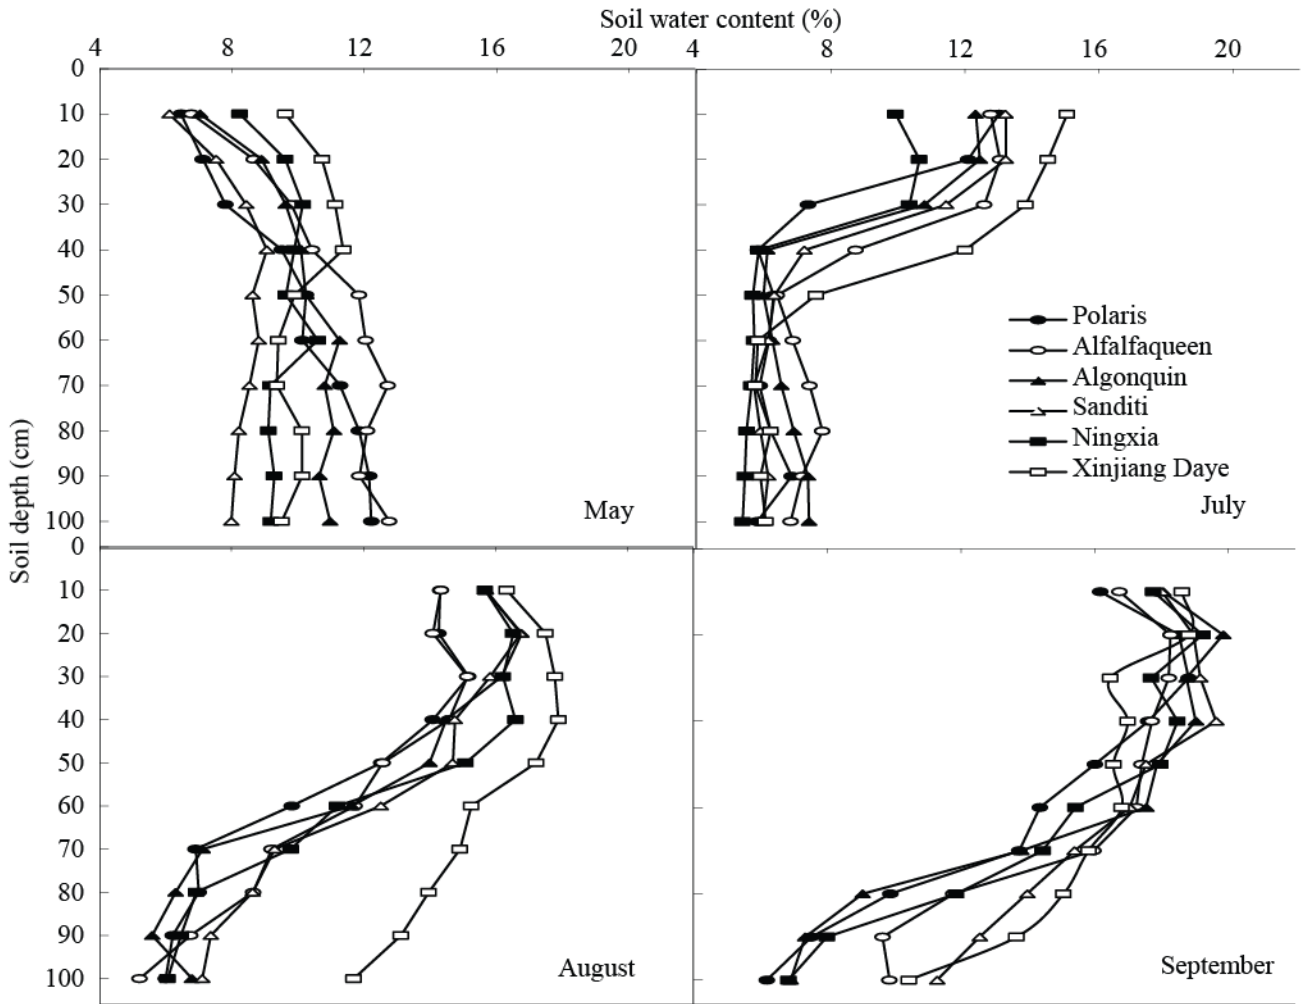 Soil water content (%)
4 8 12 16 20 4 8 12 16 20
0
10
20
30
40
50
60
70
80
90
100
0
10
20
30
40
50
60
70
80
90
100
Soil depth (cm)
May
Polaris
Alfalfaqueen
Algonquin
Sanditi
Ningxia
Xinjiang Daye
July
August
September